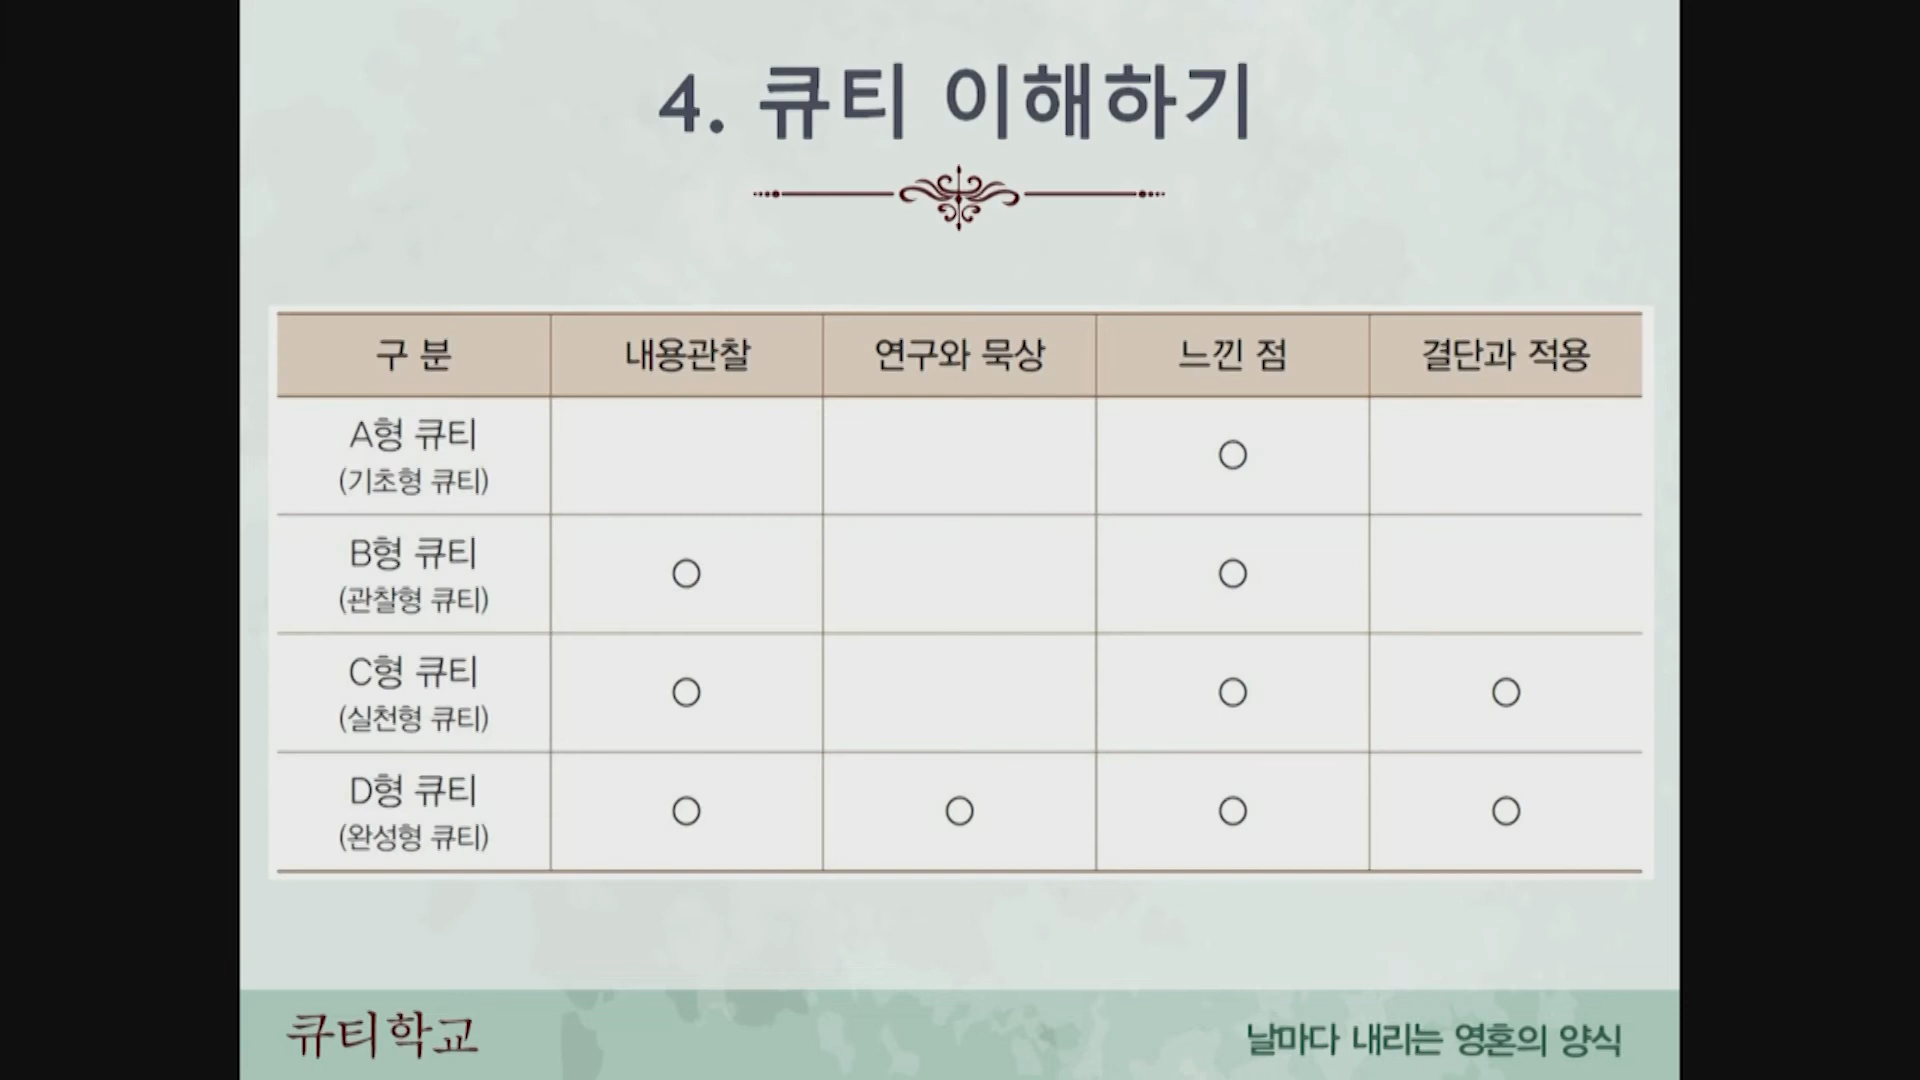 4. 큐티 이해하기
구 분 내용관찰 연구와 묵상 느낀 점 결단과 적용
A형 큐티
(기초형 큐티)
○
B형 큐티
(관찰형 큐티)
○ ○
C형 큐티
(실천형 큐티)
○ ○ ○
D형 큐티
(완성형 큐티)
○ ○ ○ ○
큐티학교
날마다 내리는 영혼의 양식